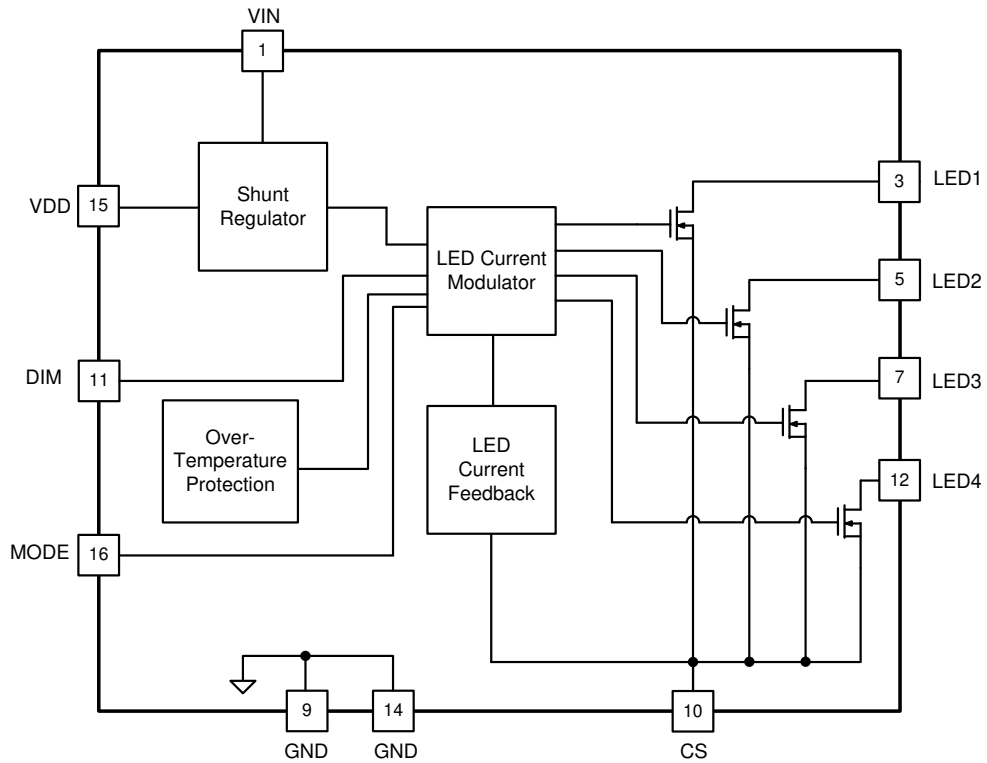 VIN
1
Shunt
Regulator
VDD
15
3
LED1
LED Current
Modulator
5
LED2
DIM
11
7
LED3
Over-
Temperature
Protection
LED
Current
Feedback
12
LED4
MODE
16
9
14
10
GND
GND
CS